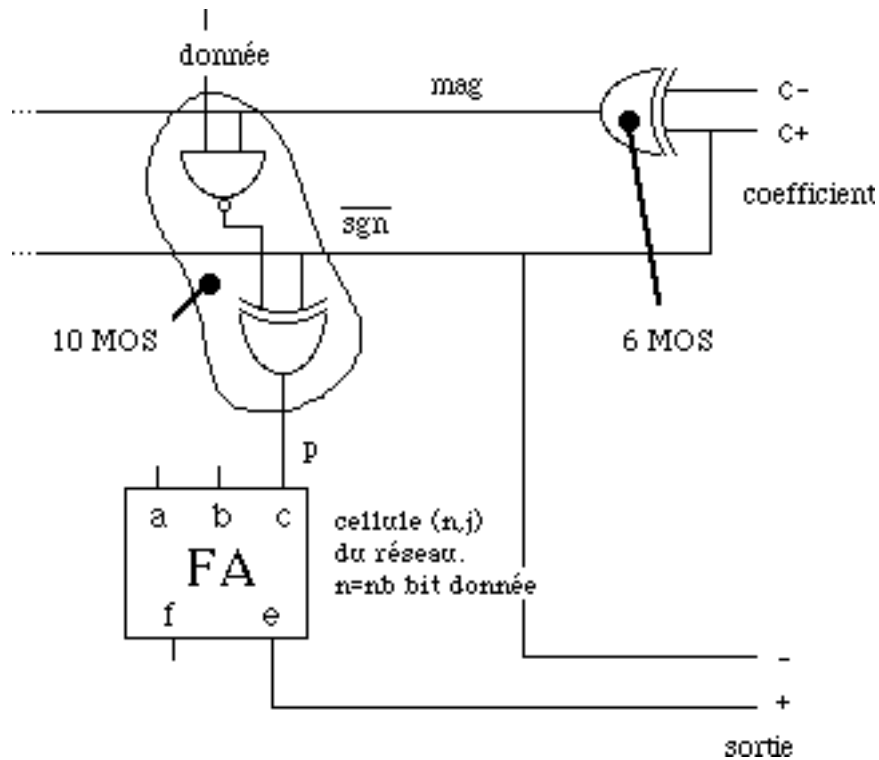 donnée
mag
C-
C+
coefficient
sgn
10 MOS
6 MOS
p
a b c
FA
f e
cellule (n,j)
du réseau.
n=nb bit donnée
-
+
sortie